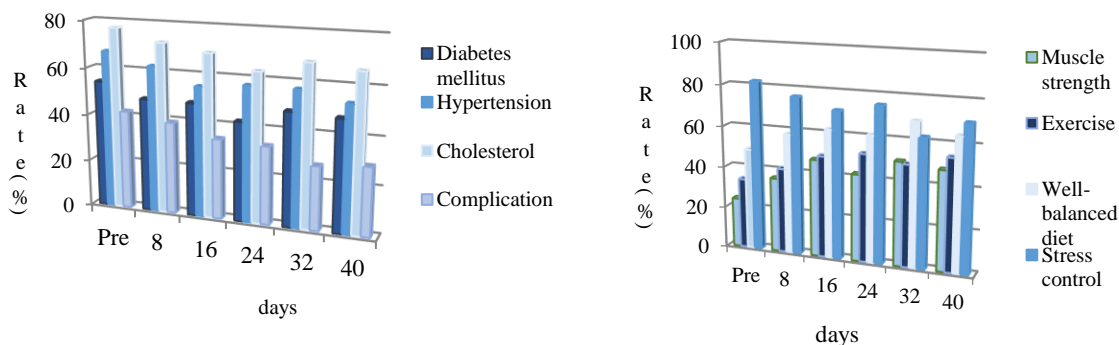 80
60
40
20
0
Rate(%)
Pre
8
16
24
32
40
days
Diabetes
mellitus
Hypertension
Cholesterol
Complication
100
80
60
40
20
0
Rate(%)
Pre
8
16
24
32
40
days
Muscle
strength
Exercise
Well-
balanced
diet
Stress
control